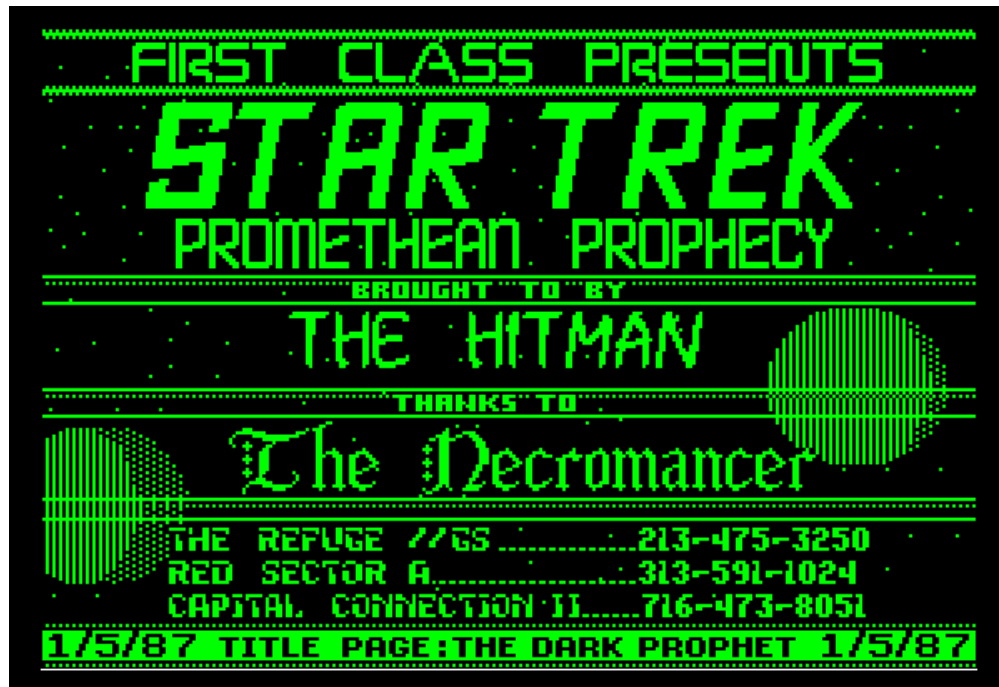 FIRST CLASS PRESENTS
STAR TREK
PROMETHEAN PROPHECY
BROUGHT TO BY
THE HITMAN
THANKS TO
The Necromancer
THE REFUGE //GS ..............213-475-3250
RED SECTOR A....................313-591-1024
CAPITAL CONNECTION II.....716-473-8051
1/5/87 TITLE PAGE:THE DARK PROPHET 1/5/87